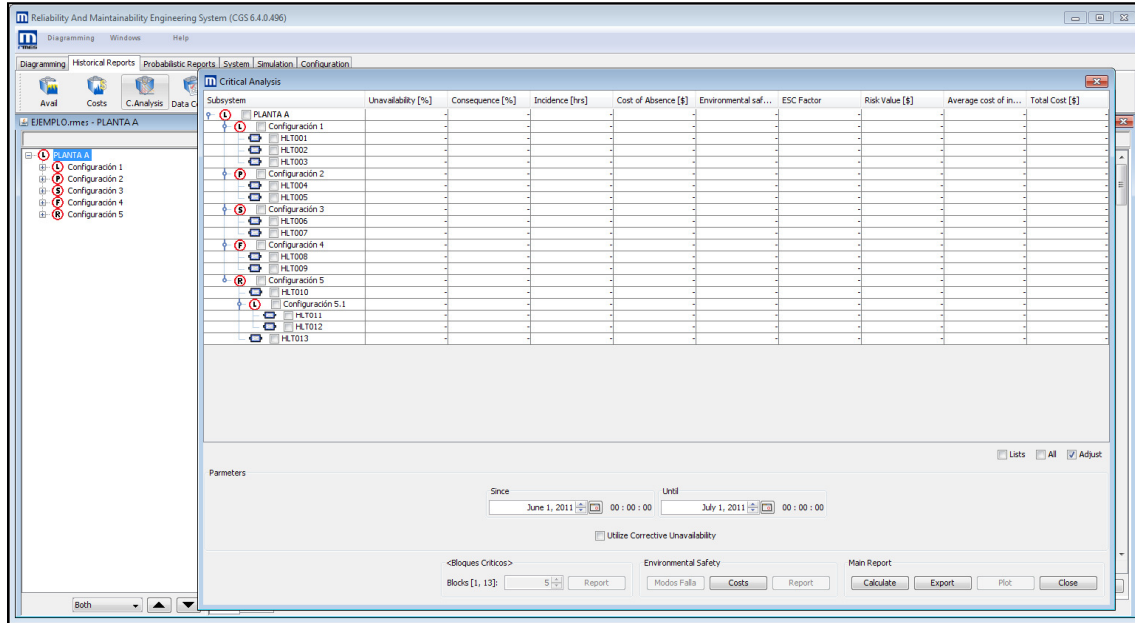 Reliability And Maintainability Engineering System (CGS 6.4.0.496)
Diagramming Windows Help
Diagramming Historical Reports Probabilistic Reports System Simulation Configuration
Avail Costs C.Analysis Data C
EJEMPLO.rmes - PLANTA A
PLANTA A
Configuración 1
Configuración 2
Configuración 3
Configuración 4
Configuración 5
Both
Critical Analysis
Subsystem Unavailability [%] Consequence [%] Incidence [hrs] Cost of Absence [$] Environmental saf... ESC Factor Risk Value [$] Average cost of in... Total Cost [$]
L PLANTA A - - - - - - - - -
L Configuración 1 - - - - - - - - -
HLT001 - - - - - - - - -
HLT002 - - - - - - - - -
HLT003 - - - - - - - - -
P Configuración 2 - - - - - - - - -
HLT004 - - - - - - - - -
HLT005 - - - - - - - - -
S Configuración 3 - - - - - - - - -
HLT006 - - - - - - - - -
HLT007 - - - - - - - - -
F Configuración 4 - - - - - - - - -
HLT008 - - - - - - - - -
HLT009 - - - - - - - - -
R Configuración 5 - - - - - - - - -
HLT010 - - - - - - - - -
L Configuración 5.1 - - - - - - - - -
HLT011 - - - - - - - - -
HLT012 - - - - - - - - -
HLT013 - - - - - - - - -
Lists All Adjust
Parmeters
Since Until
June 1, 2011 00 : 00 : 00 July 1, 2011 00 : 00 : 00
Utilize Corrective Unavailability
<Bloques Criticos> Environmental Safety Main Report
Blocks [1, 13]: 5 Report Modos Falla Costs Report Calculate Export Plot Close